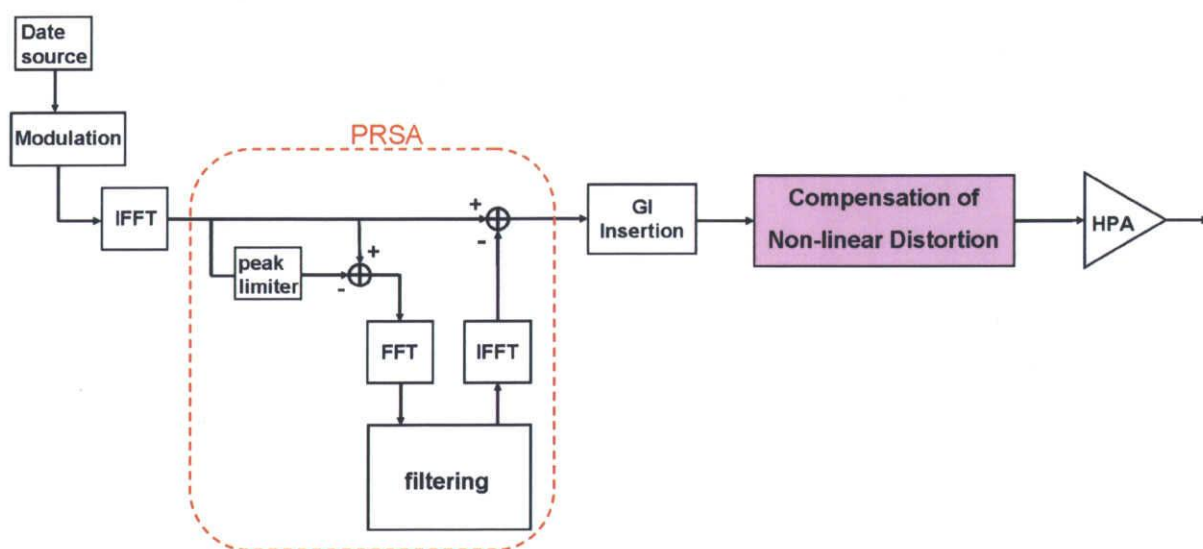 Date
source
Modulation
IFFT
PRSA
peak
limiter
+
-
FFT
filtering
IFFT
+
-
GI
Insertion
Compensation of
Non-linear Distortion
HPA